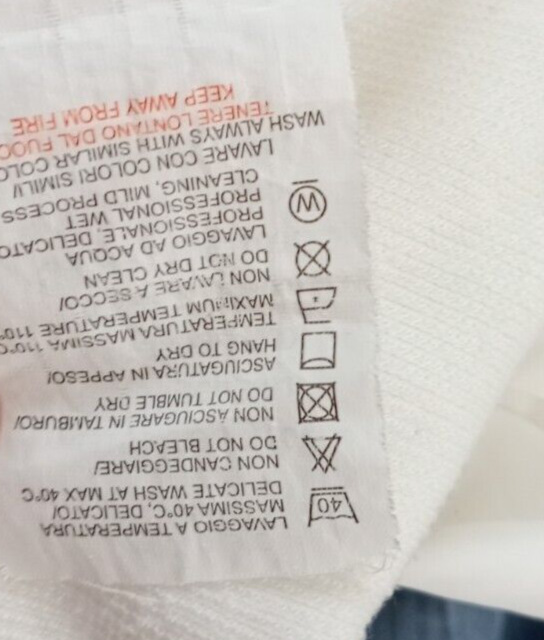 40
LAVAGGIO A TEMPERATURA
MASSIMA 40°C, DELICATO/
DELICATE WASH AT MAX 40°C
NON CANDEGGIARE/
DO NOT BLEACH
NON ASCIUGARE IN TAMBURO/
DO NOT TUMBLE DRY
ASCIUGATURA IN APPESO/
HANG TO DRY
TEMPERATURA MASSIMA 110°C
MAXIMUM TEMPERATURE 110°
NON LAVARE A SECCO/
DO NOT DRY CLEAN
W
LAVAGGIO AD ACQUA
PROFESSIONALE, DELICATO
PROFESSIONAL WET
CLEANING, MILD PROCESS
LAVARE CON COLORI SIMILI/
WASH ALWAYS WITH SIMILAR
TENERE LONTANO DAL
KEEP AWAY FROM FIRE